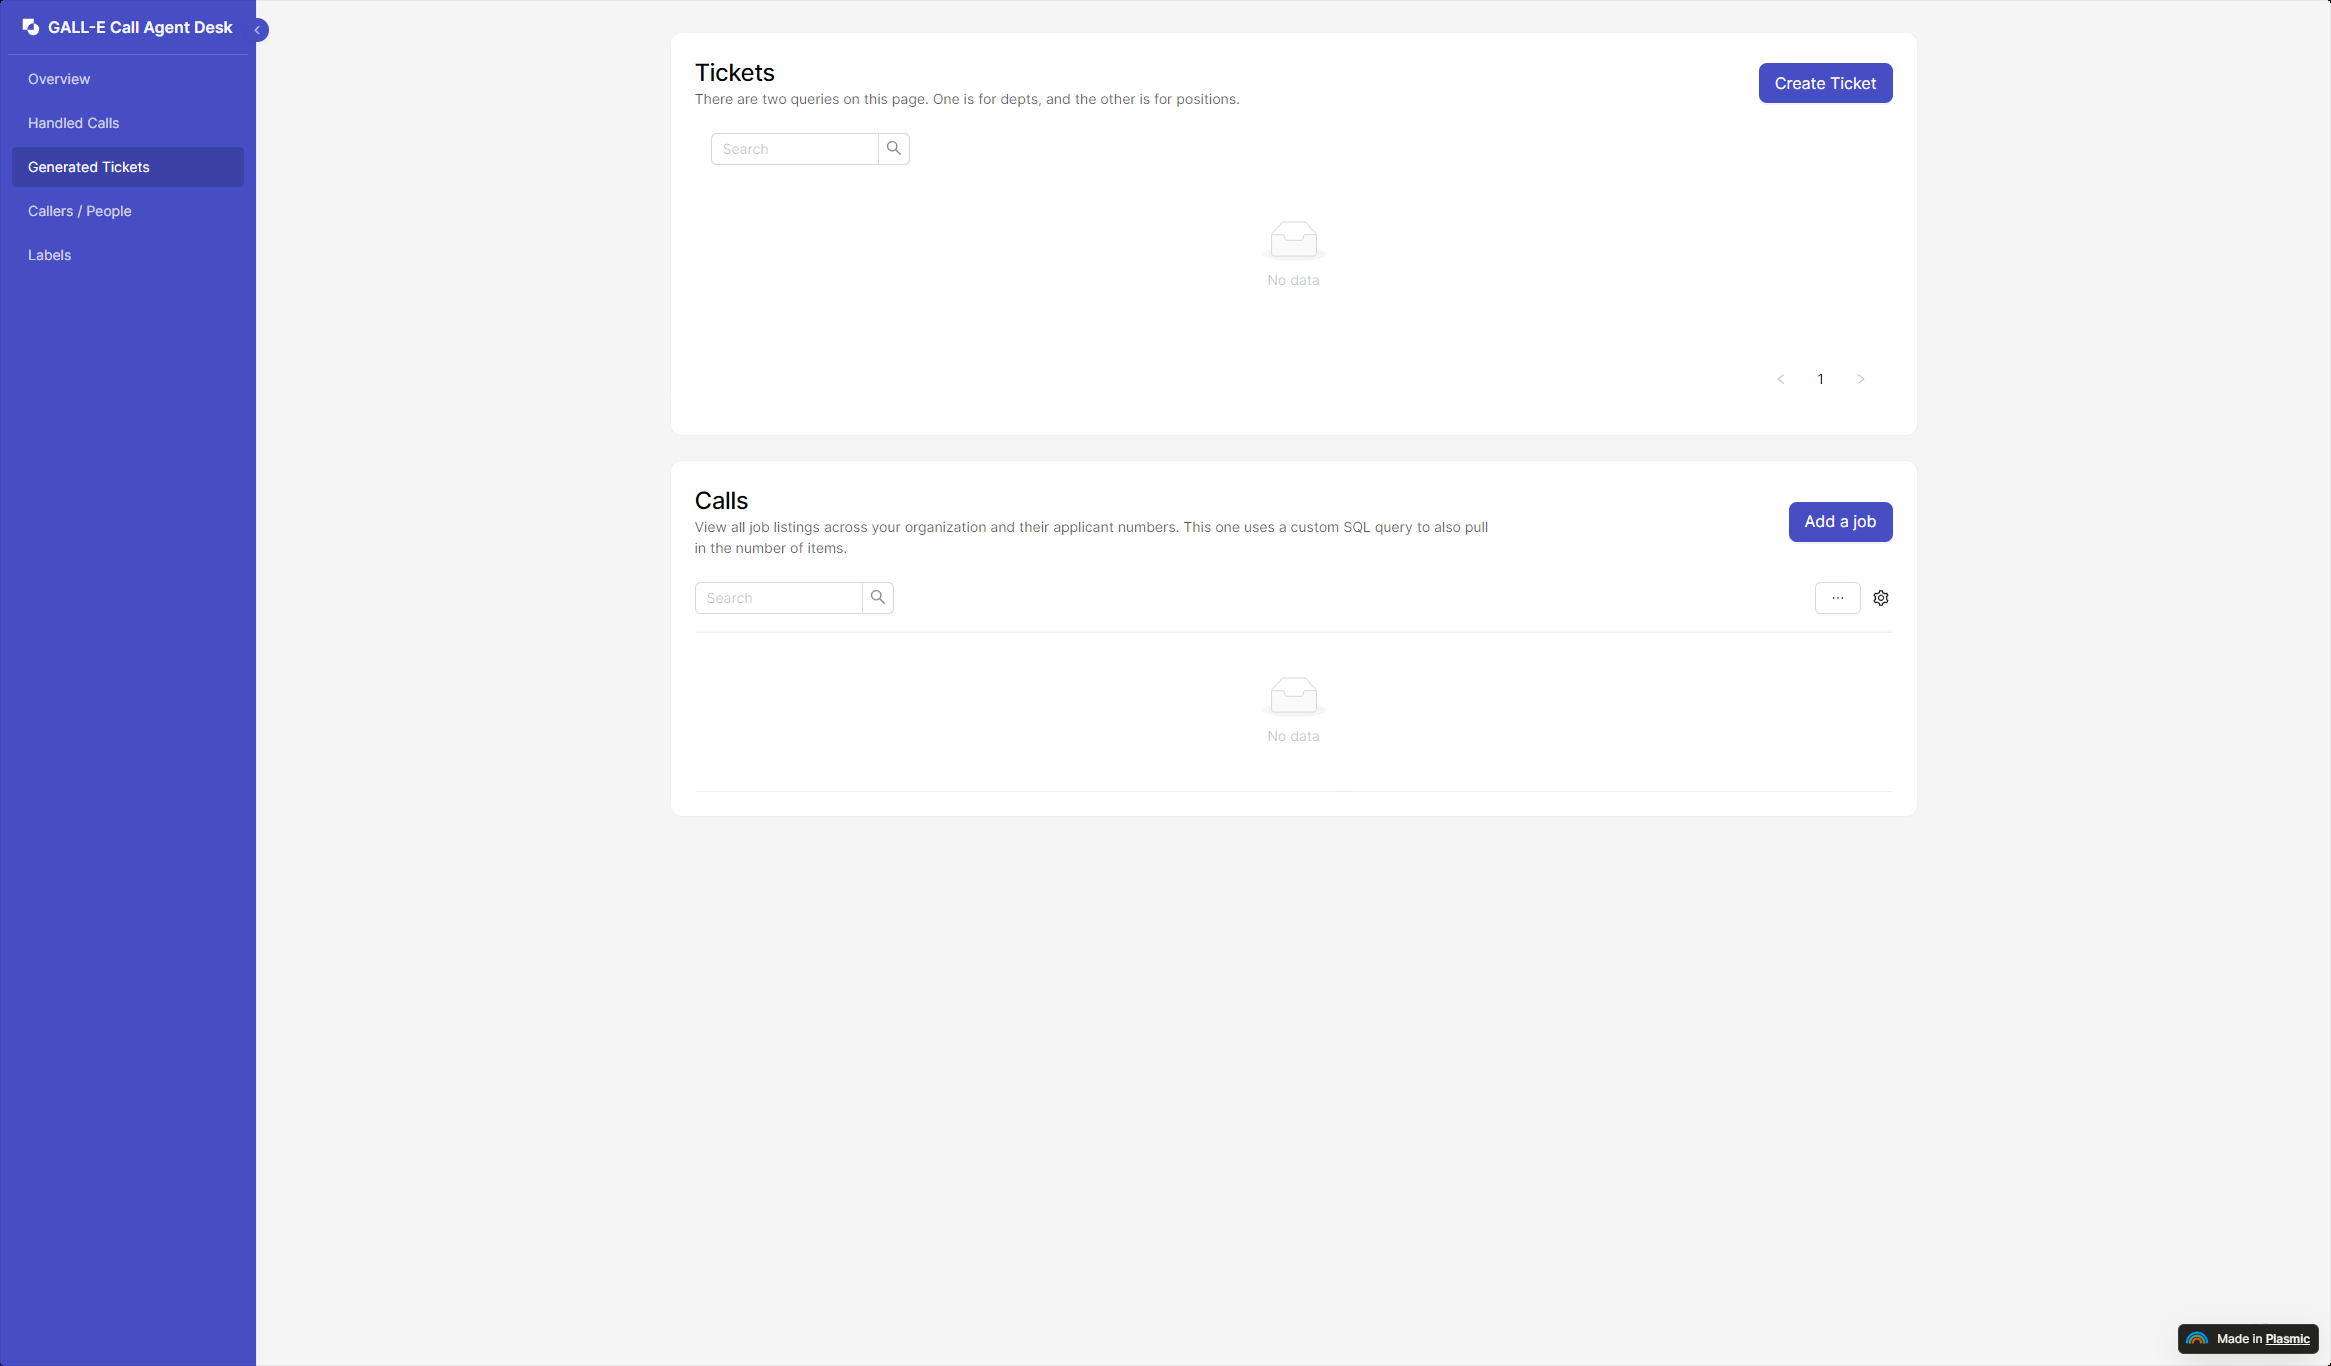 GALL-E Call Agent Desk
Overview
Handled Calls
Generated Tickets
Callers / People
Labels
Tickets
There are two queries on this page. One is for depts, and the other is for positions.
Create Ticket
Search
No data
1
Calls
View all job listings across your organization and their applicant numbers. This one uses a custom SQL query to also pull
in the number of items.
Add a job
Search
...
No data
Made in Plasmic